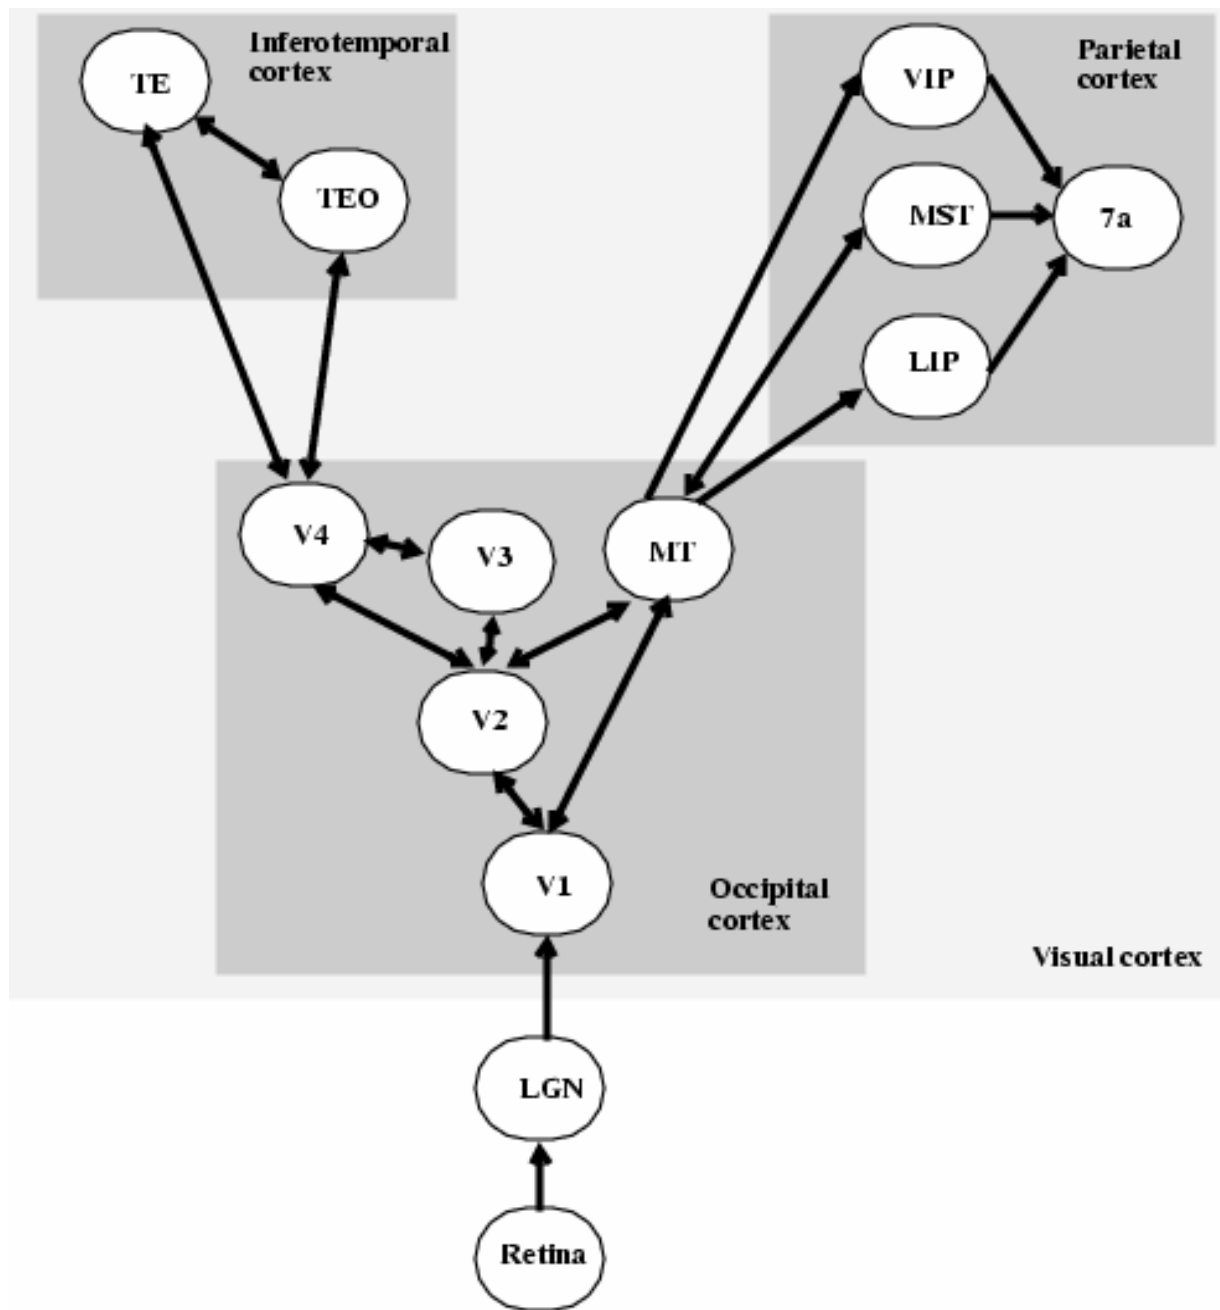 Inferotemporal
cortex
TE
TEO
VIP
Parietal
cortex
MST
7a
LIP
V4
V3
MT
V2
V1
Occipital
cortex
Visual cortex
LGN
Retina